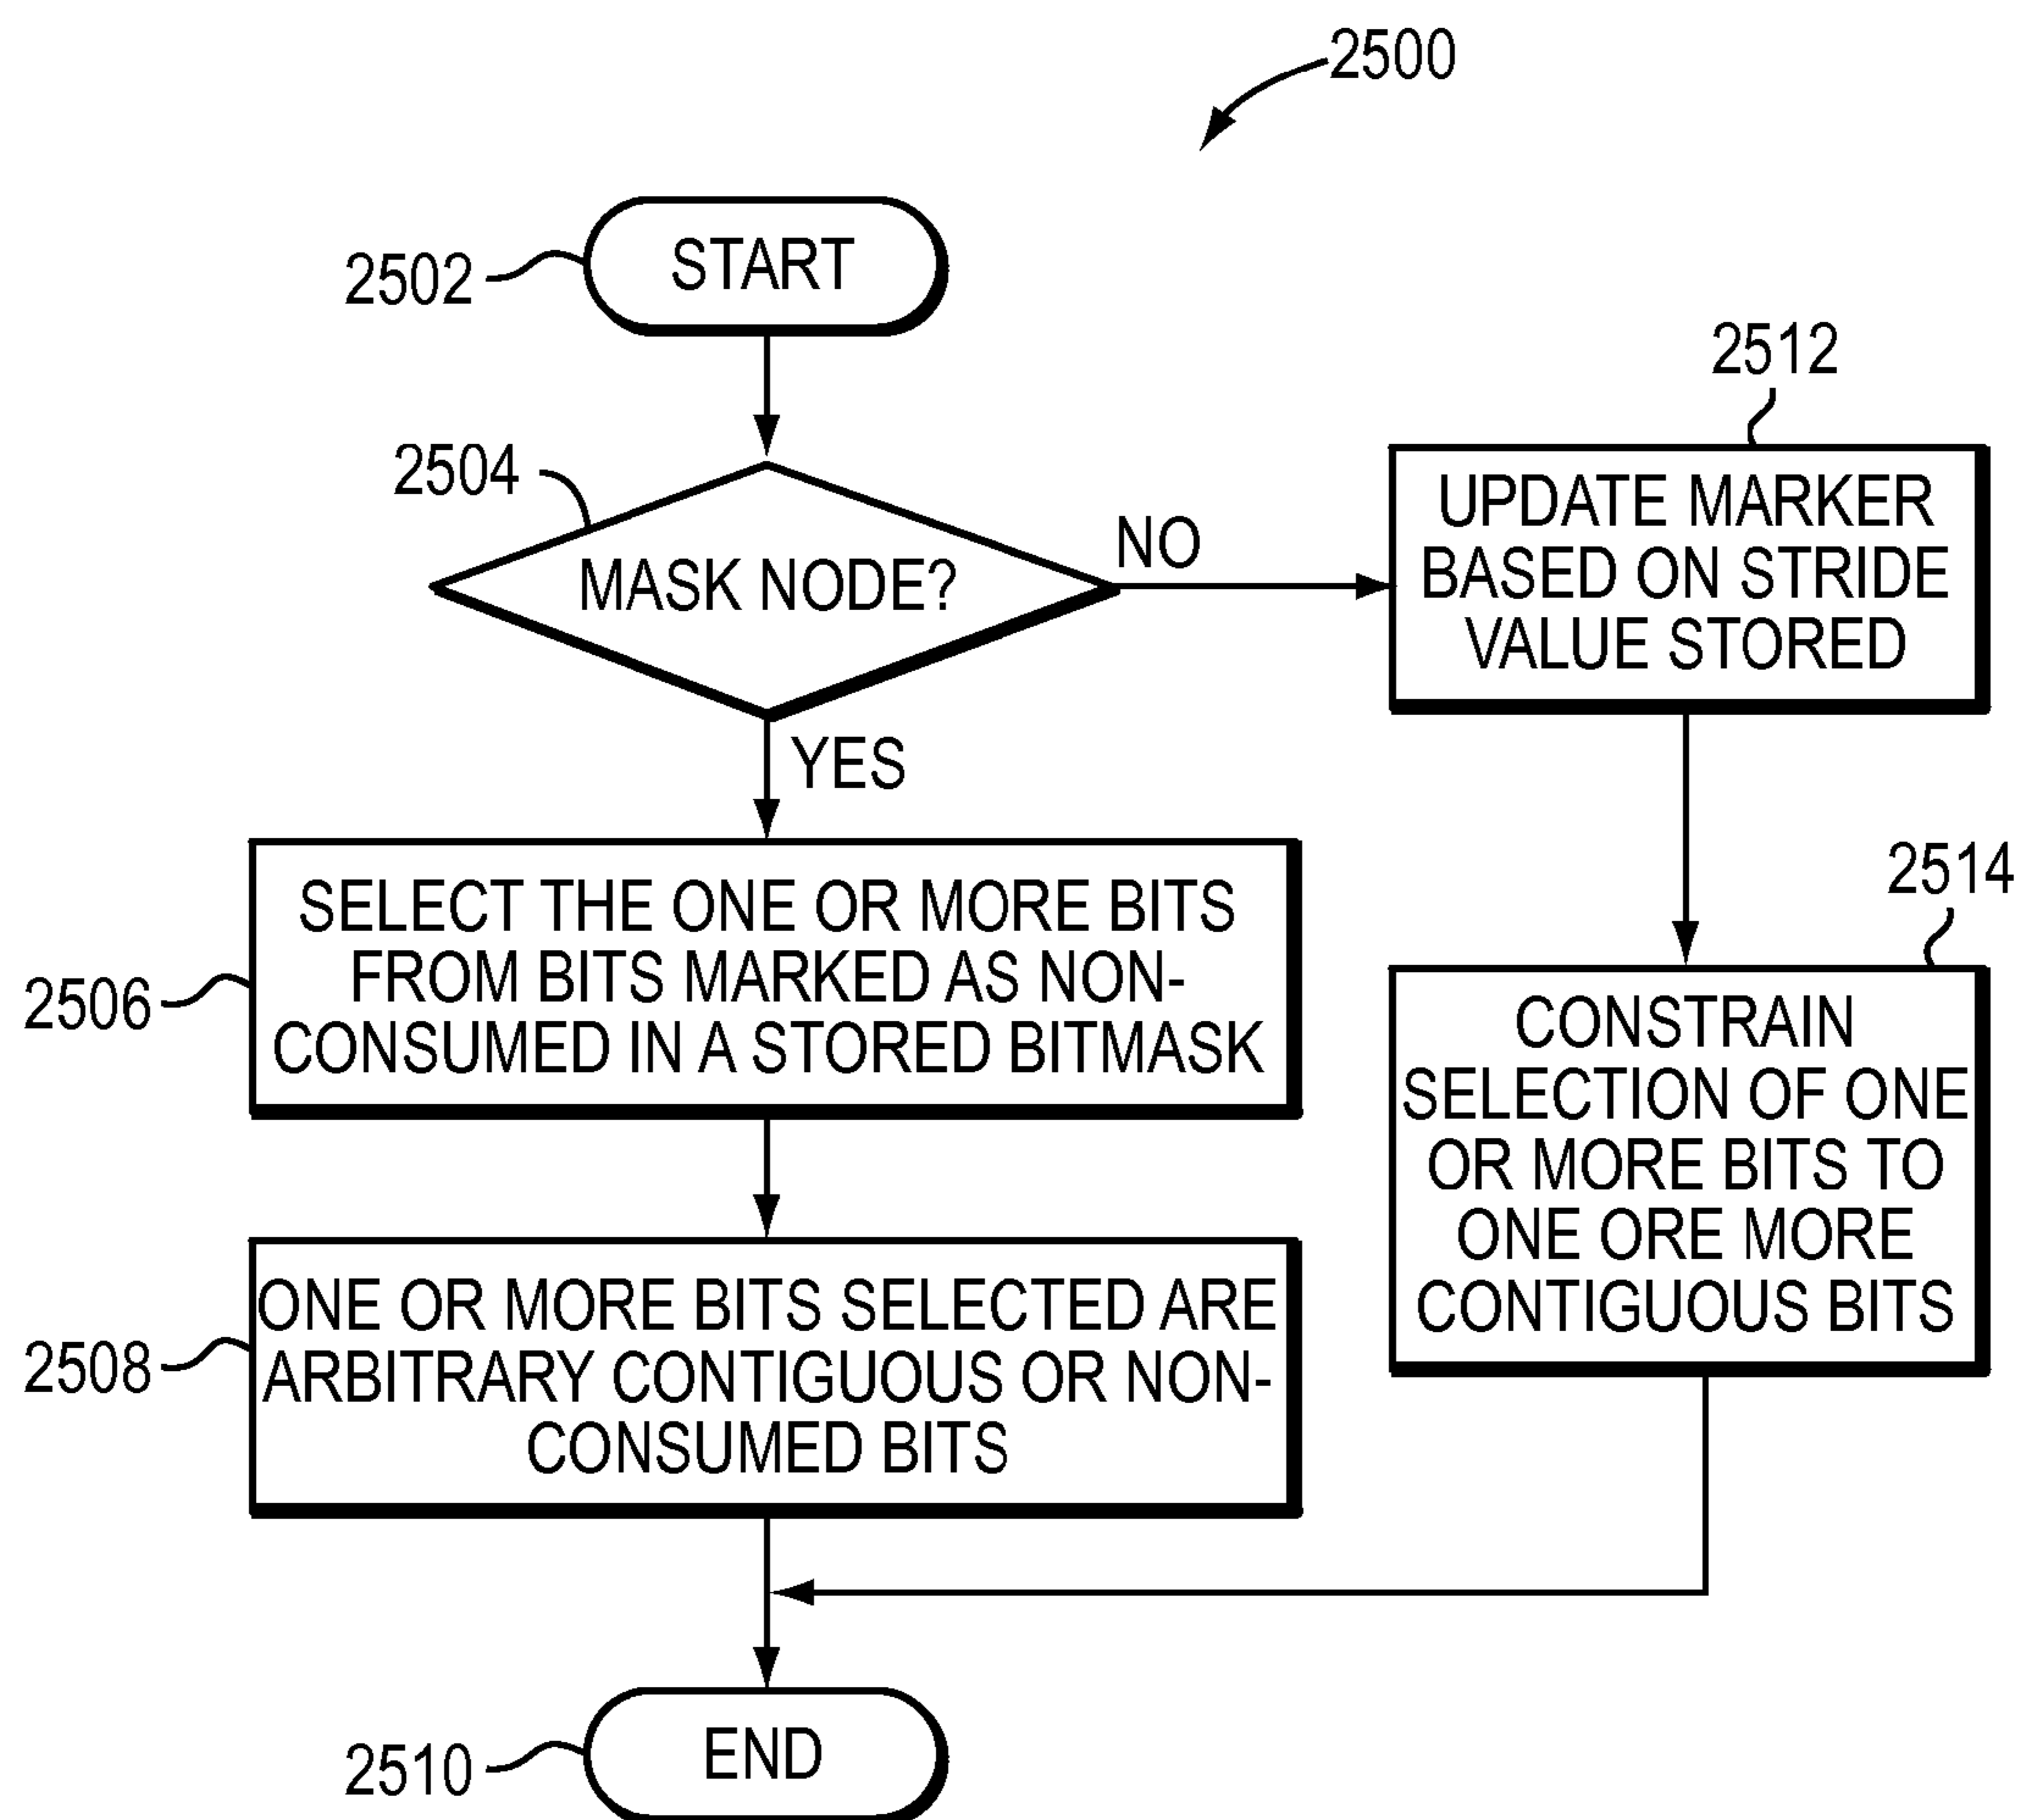 2500
2502
START
2504
MASK NODE?
NO
YES
2512
UPDATE MARKER
BASED ON STRIDE
VALUE STORED
2506
SELECT THE ONE OR MORE BITS
FROM BITS MARKED AS NON-
CONSUMED IN A STORED BITMASK
2514
CONSTRAIN
SELECTION OF ONE
OR MORE BITS TO
ONE ORE MORE
CONTIGUOUS BITS
2508
ONE OR MORE BITS SELECTED ARE
ARBITRARY CONTIGUOUS OR NON-
CONSUMED BITS
2510
END